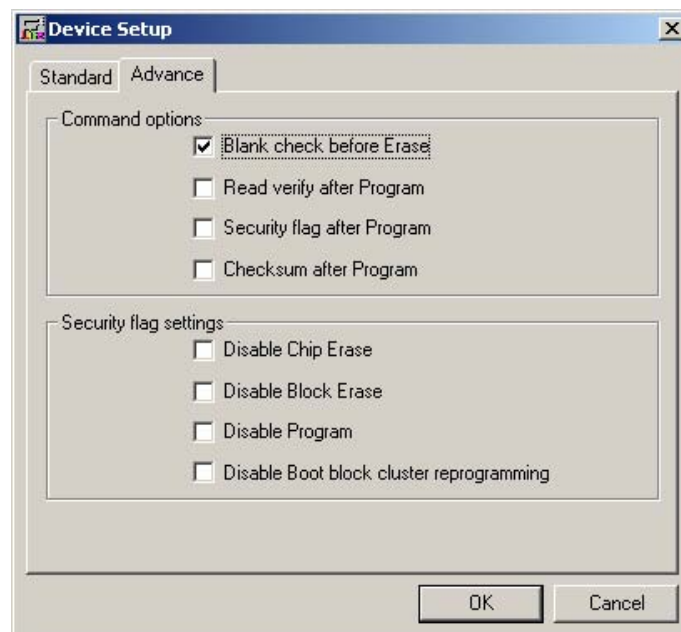 Device Setup
Standard
Advance
Command options
Blank check before Erase
Read verify after Program
Security flag after Program
Checksum after Program
Security flag settings
Disable Chip Erase
Disable Block Erase
Disable Program
Disable Boot block cluster reprogramming
OK
Cancel